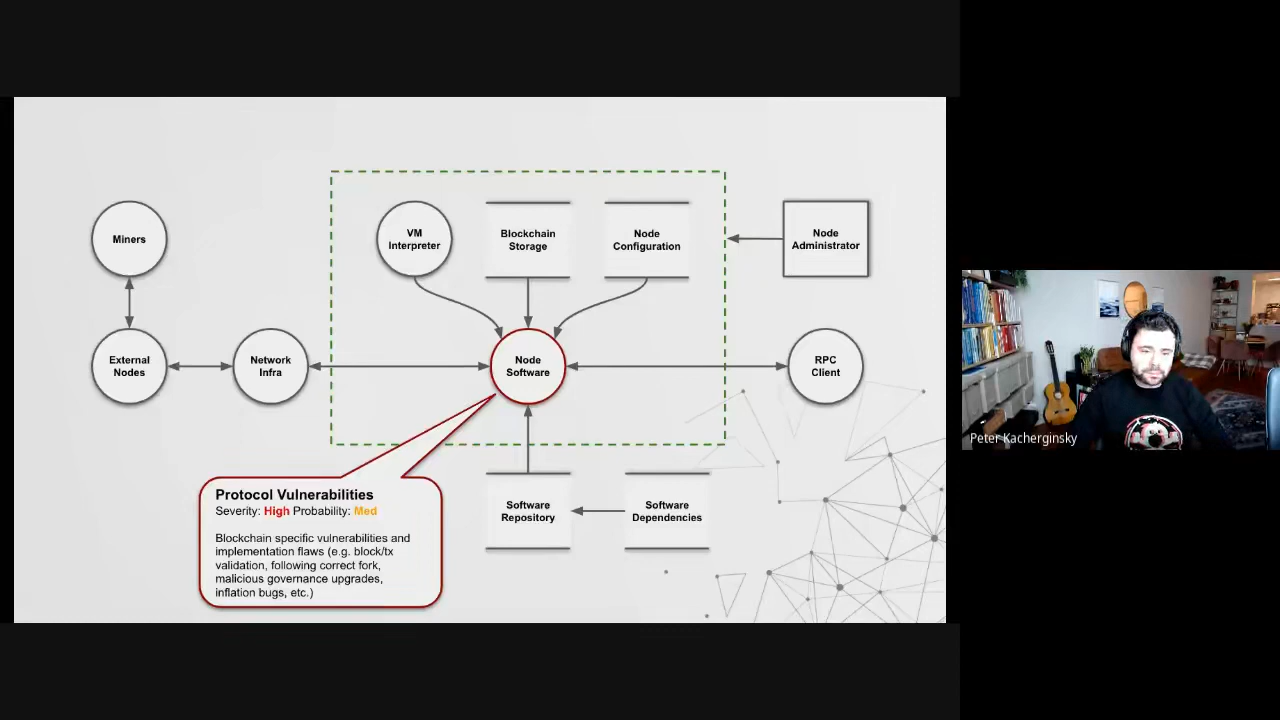 Miners
VM
Interpreter
Blockchain
Storage
Node
Configuration
Node
Administrator
External
Nodes
Network
Infra
Node
Software
RPC
Client
Protocol Vulnerabilities
Severity: High Probability: Med
Blockchain specific vulnerabilities and
implementation flaws (e.g. block/tx
validation, following correct fork,
malicious governance upgrades,
inflation bugs, etc.)
Software
Repository
Software
Dependencies
Peter Kacherginsky